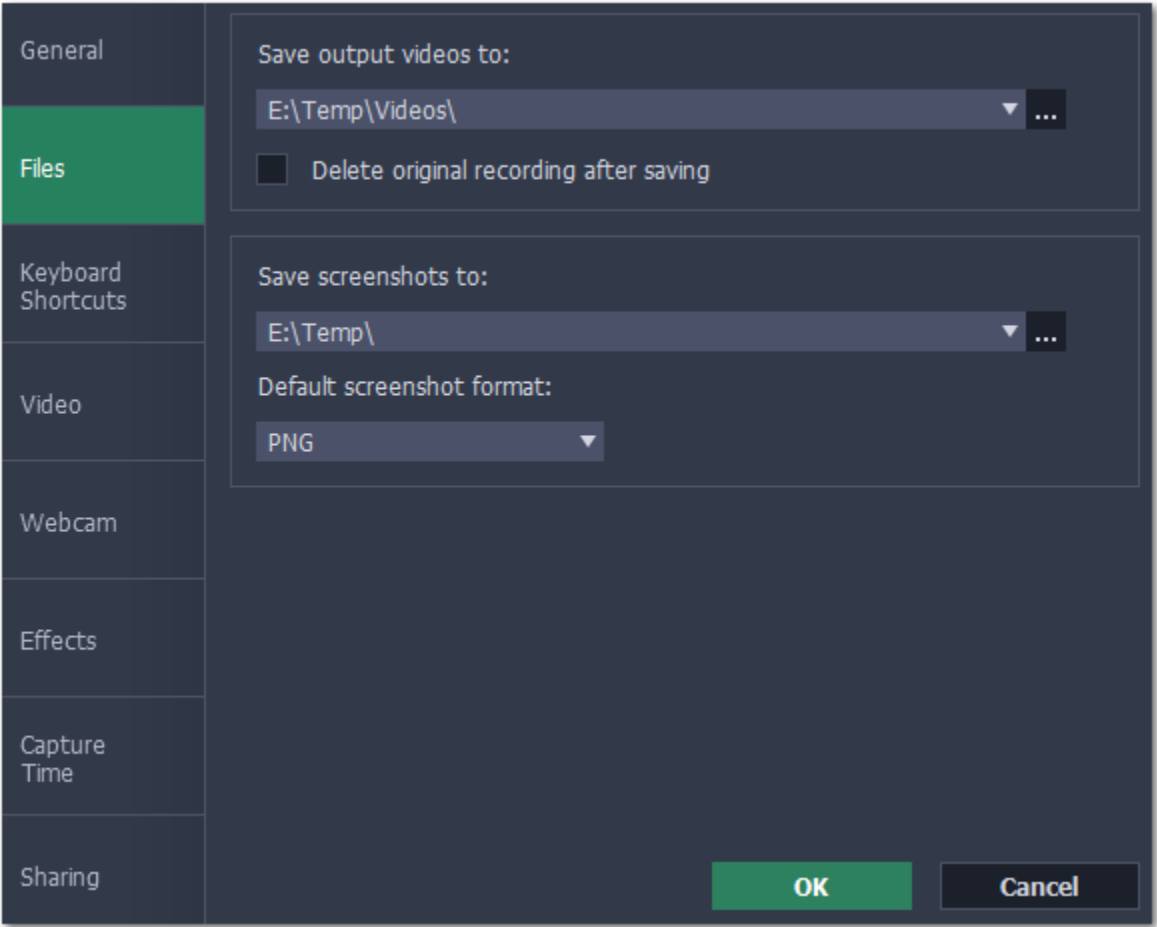 General
Files
Keyboard
Shortcuts
Video
Webcam
Effects
Capture
Time
Sharing
Save output videos to:
E:\Temp\Videos\
...
Delete original recording after saving
Save screenshots to:
E:\Temp\
...
Default screenshot format:
PNG
OK
Cancel